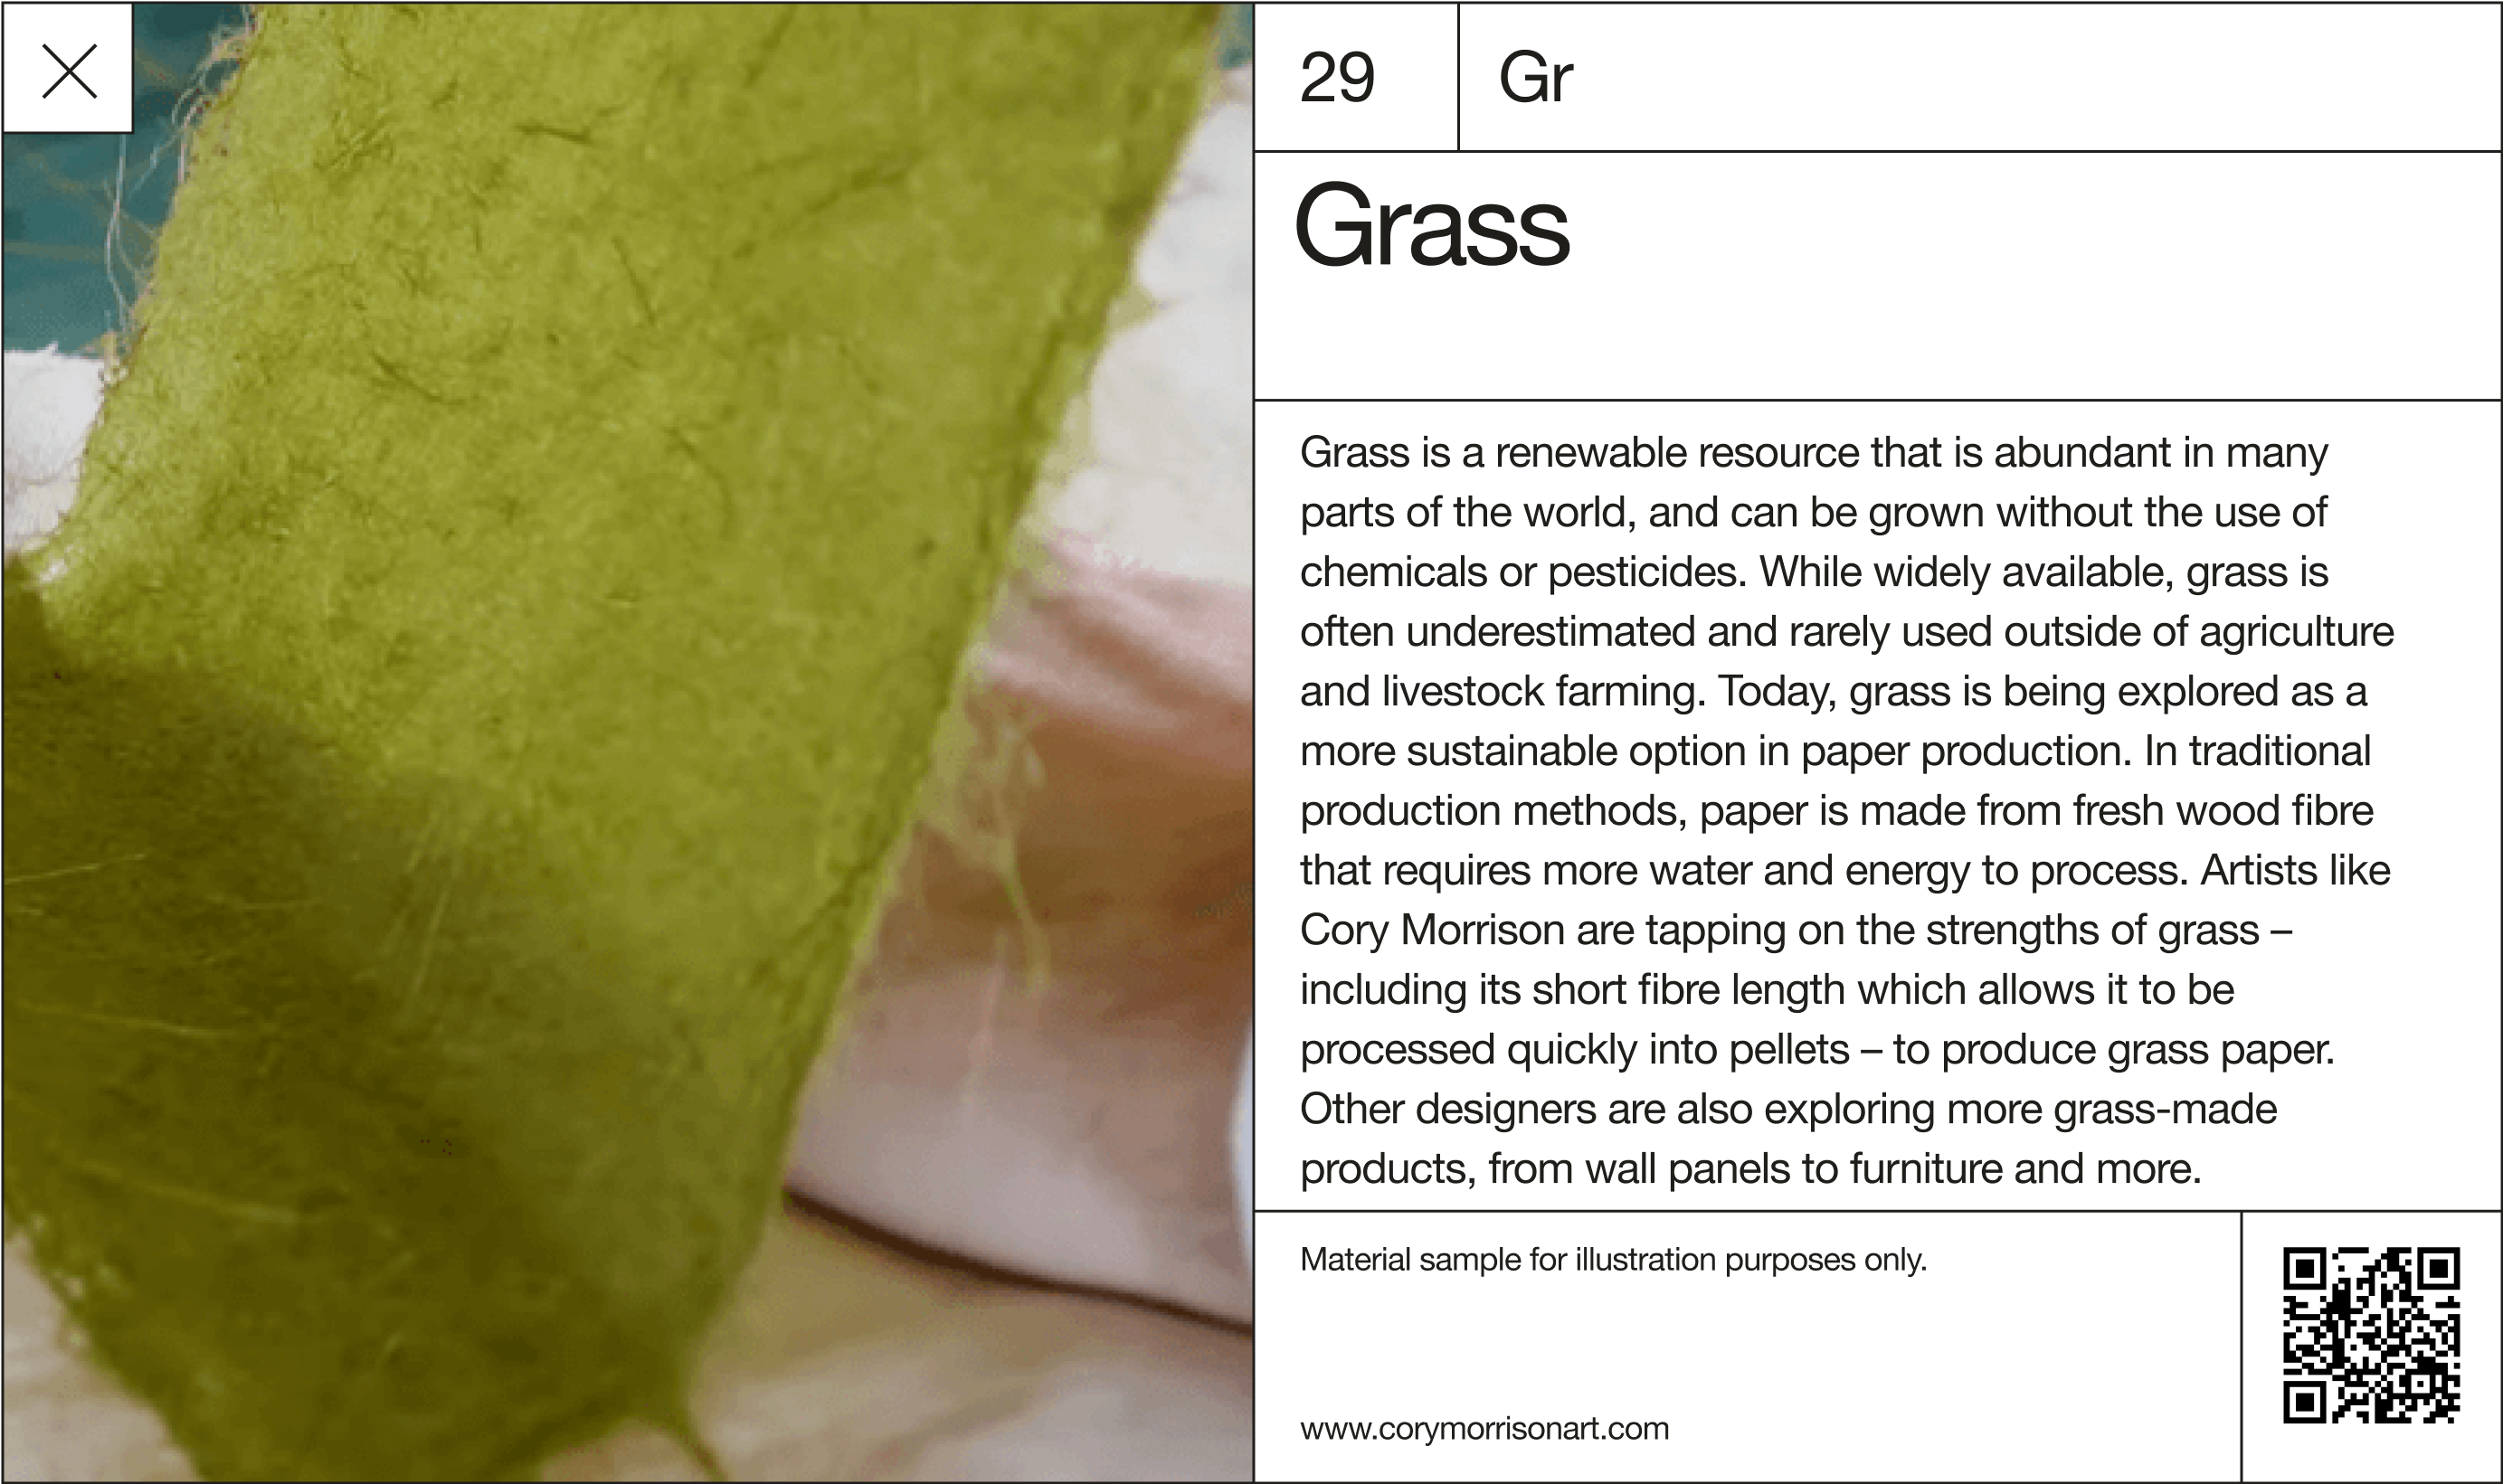 29
Gr
Grass
Grass is a renewable resource that is abundant in many
parts of the world, and can be grown without the use of
chemicals or pesticides. While widely available, grass is
often underestimated and rarely used outside of agriculture
and livestock farming. Today, grass is being explored as a
more sustainable option in paper production. In traditional
production methods, paper is made from fresh wood fibre
that requires more water and energy to process. Artists like
Cory Morrison are tapping on the strengths of grass –
including its short fibre length which allows it to be
processed quickly into pellets – to produce grass paper.
Other designers are also exploring more grass-made
products, from wall panels to furniture and more.
Material sample for illustration purposes only.
www.corymorrisonart.com